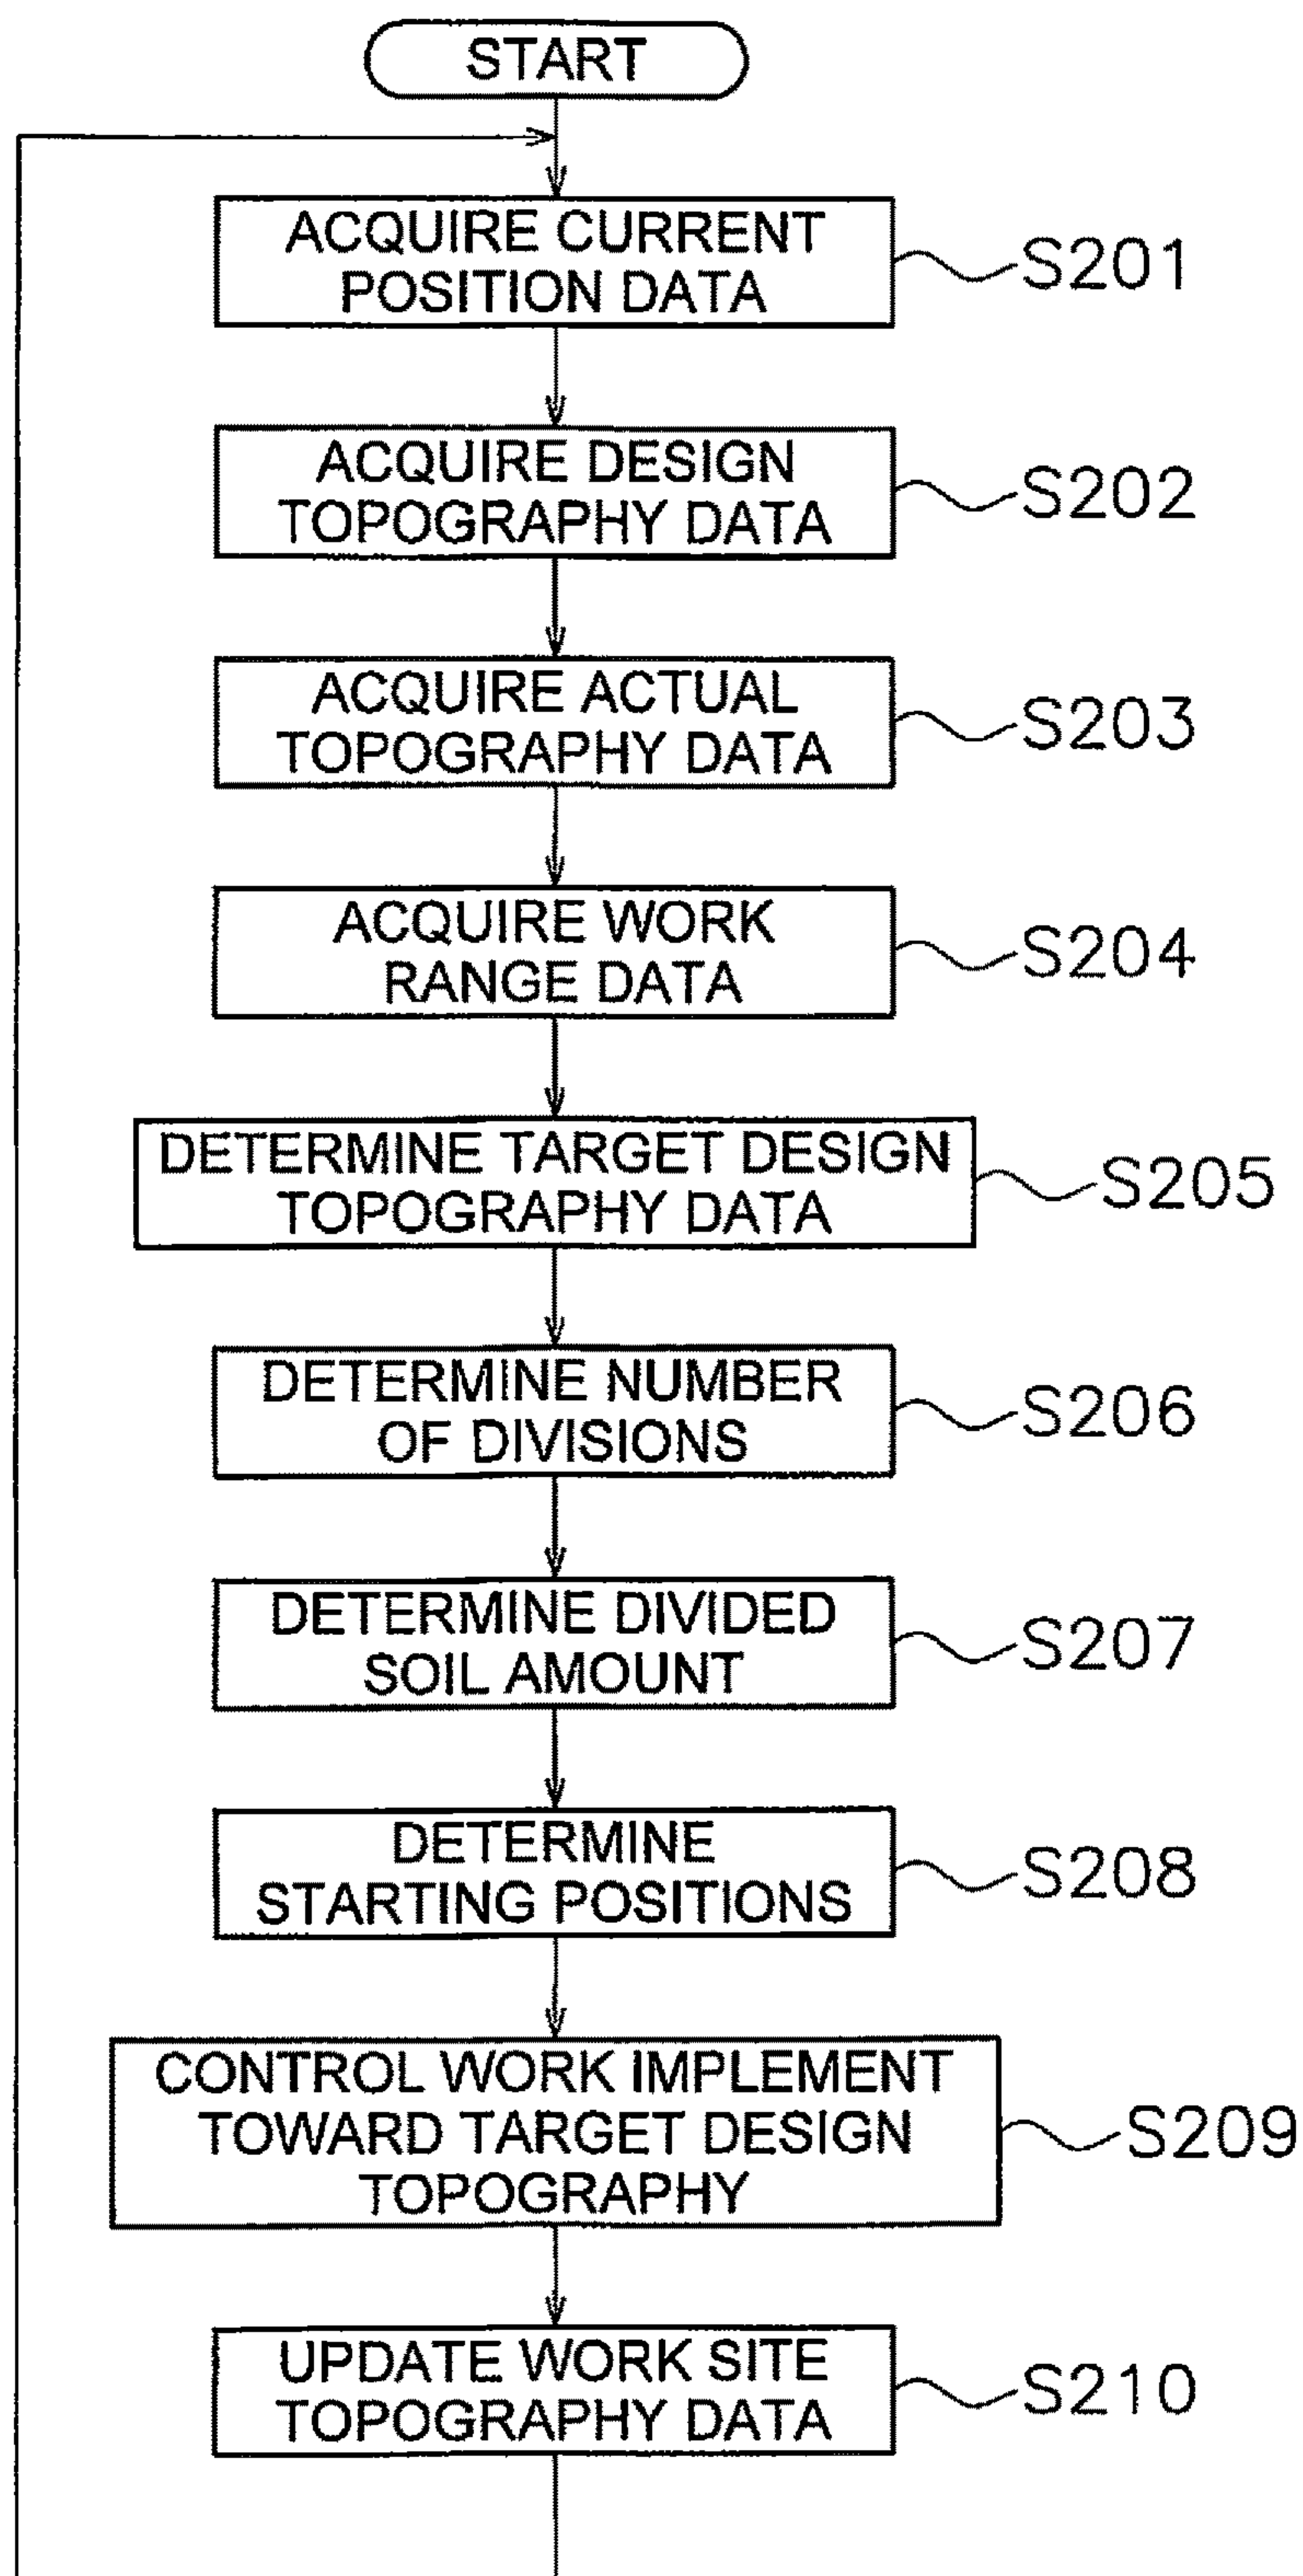 START
ACQUIRE CURRENT
POSITION DATA
S201
ACQUIRE DESIGN
TOPOGRAPHY DATA
S202
ACQUIRE ACTUAL
TOPOGRAPHY DATA
S203
ACQUIRE WORK
RANGE DATA
S204
DETERMINE TARGET DESIGN
TOPOGRAPHY DATA
S205
DETERMINE NUMBER
OF DIVISIONS
S206
DETERMINE DIVIDED
SOIL AMOUNT
S207
DETERMINE
STARTING POSITIONS
S208
CONTROL WORK IMPLEMENT
TOWARD TARGET DESIGN
TOPOGRAPHY
S209
UPDATE WORK SITE
TOPOGRAPHY DATA
S210